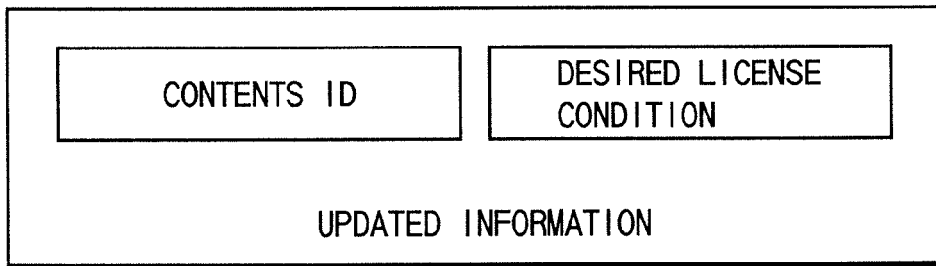 CONTENTS ID
DESIRED LICENSE
CONDITION
UPDATED INFORMATION